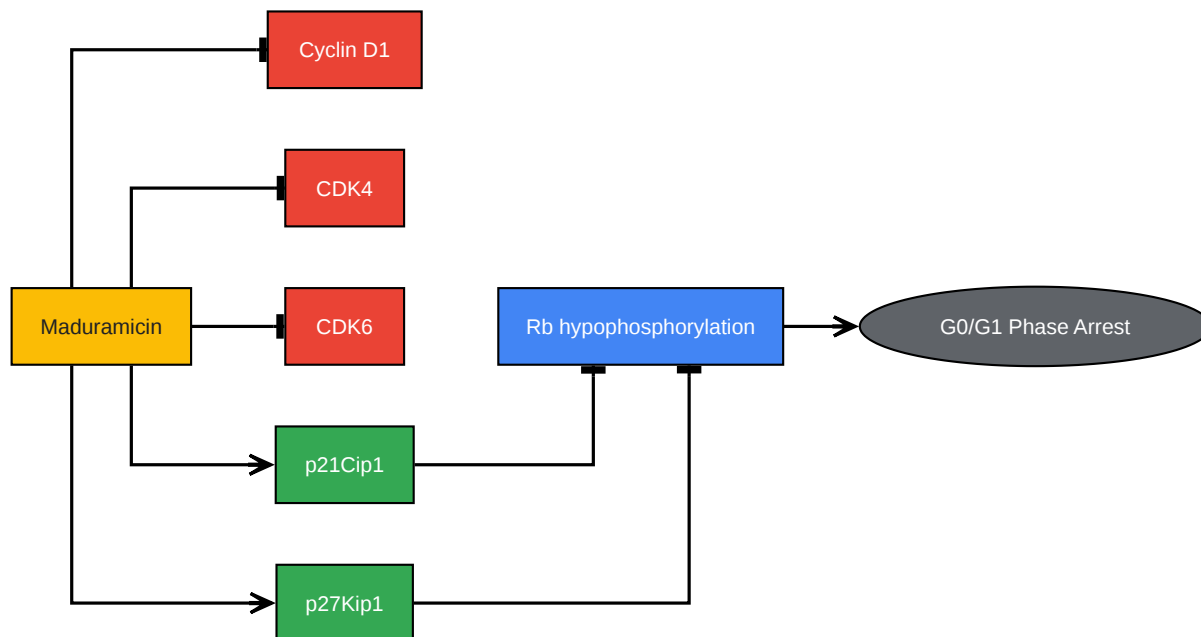 Cyclin D1
CDK4
Maduramicin
CDK6
Rb hypophosphorylation
G0/G1 Phase Arrest
p21Cip1
p27Kip1